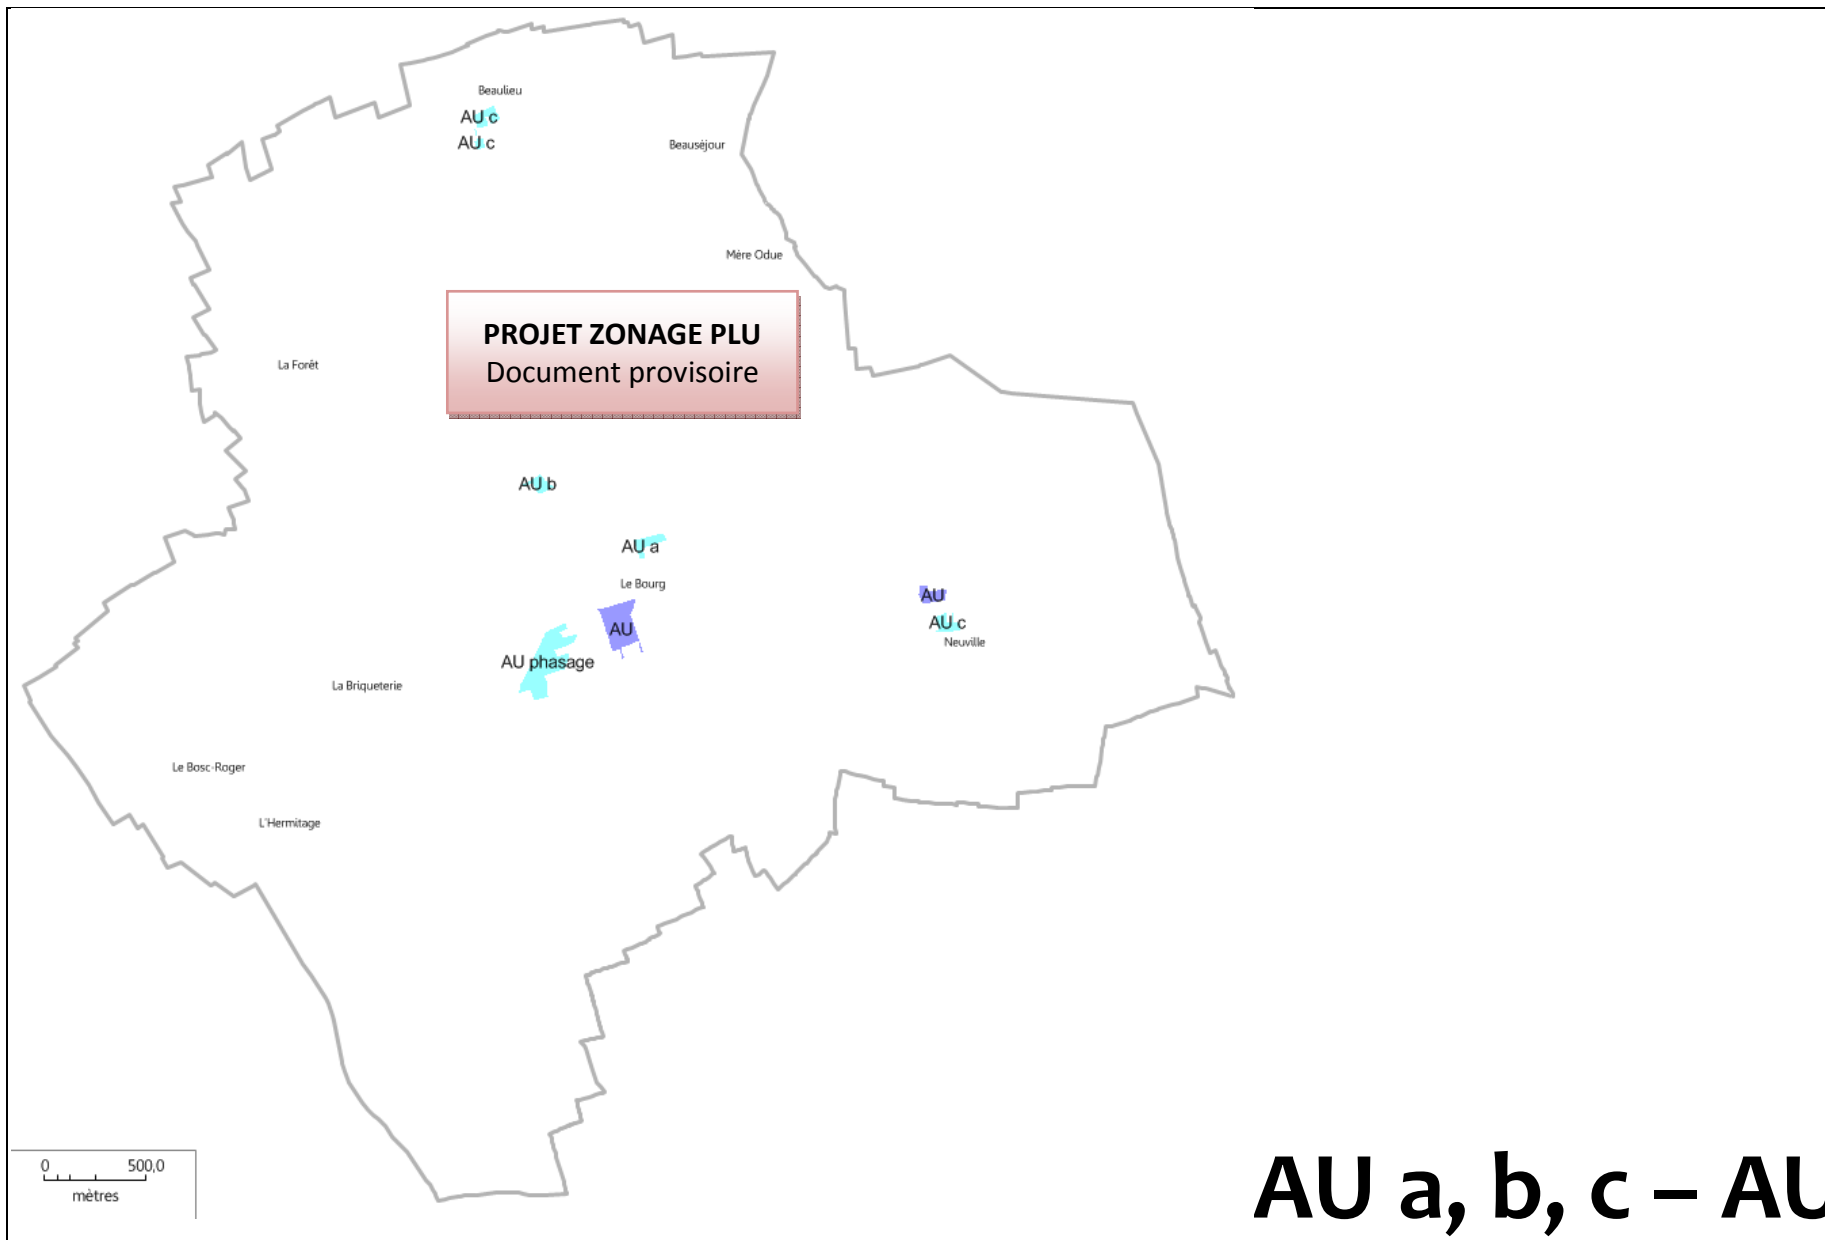 Beaulieu
AU c
AU c
Beauséjour
Mère Odue
PROJET ZONAGE PLU
Document provisoire
La Forêt
AU b
AU a
Le Bourg
AU
AU
AU c
Neuville
AU phasage
La Briqueterie
Le Bosc-Roger
L'Hermitage
0 500,0
mètres
AU a, b, c – AU